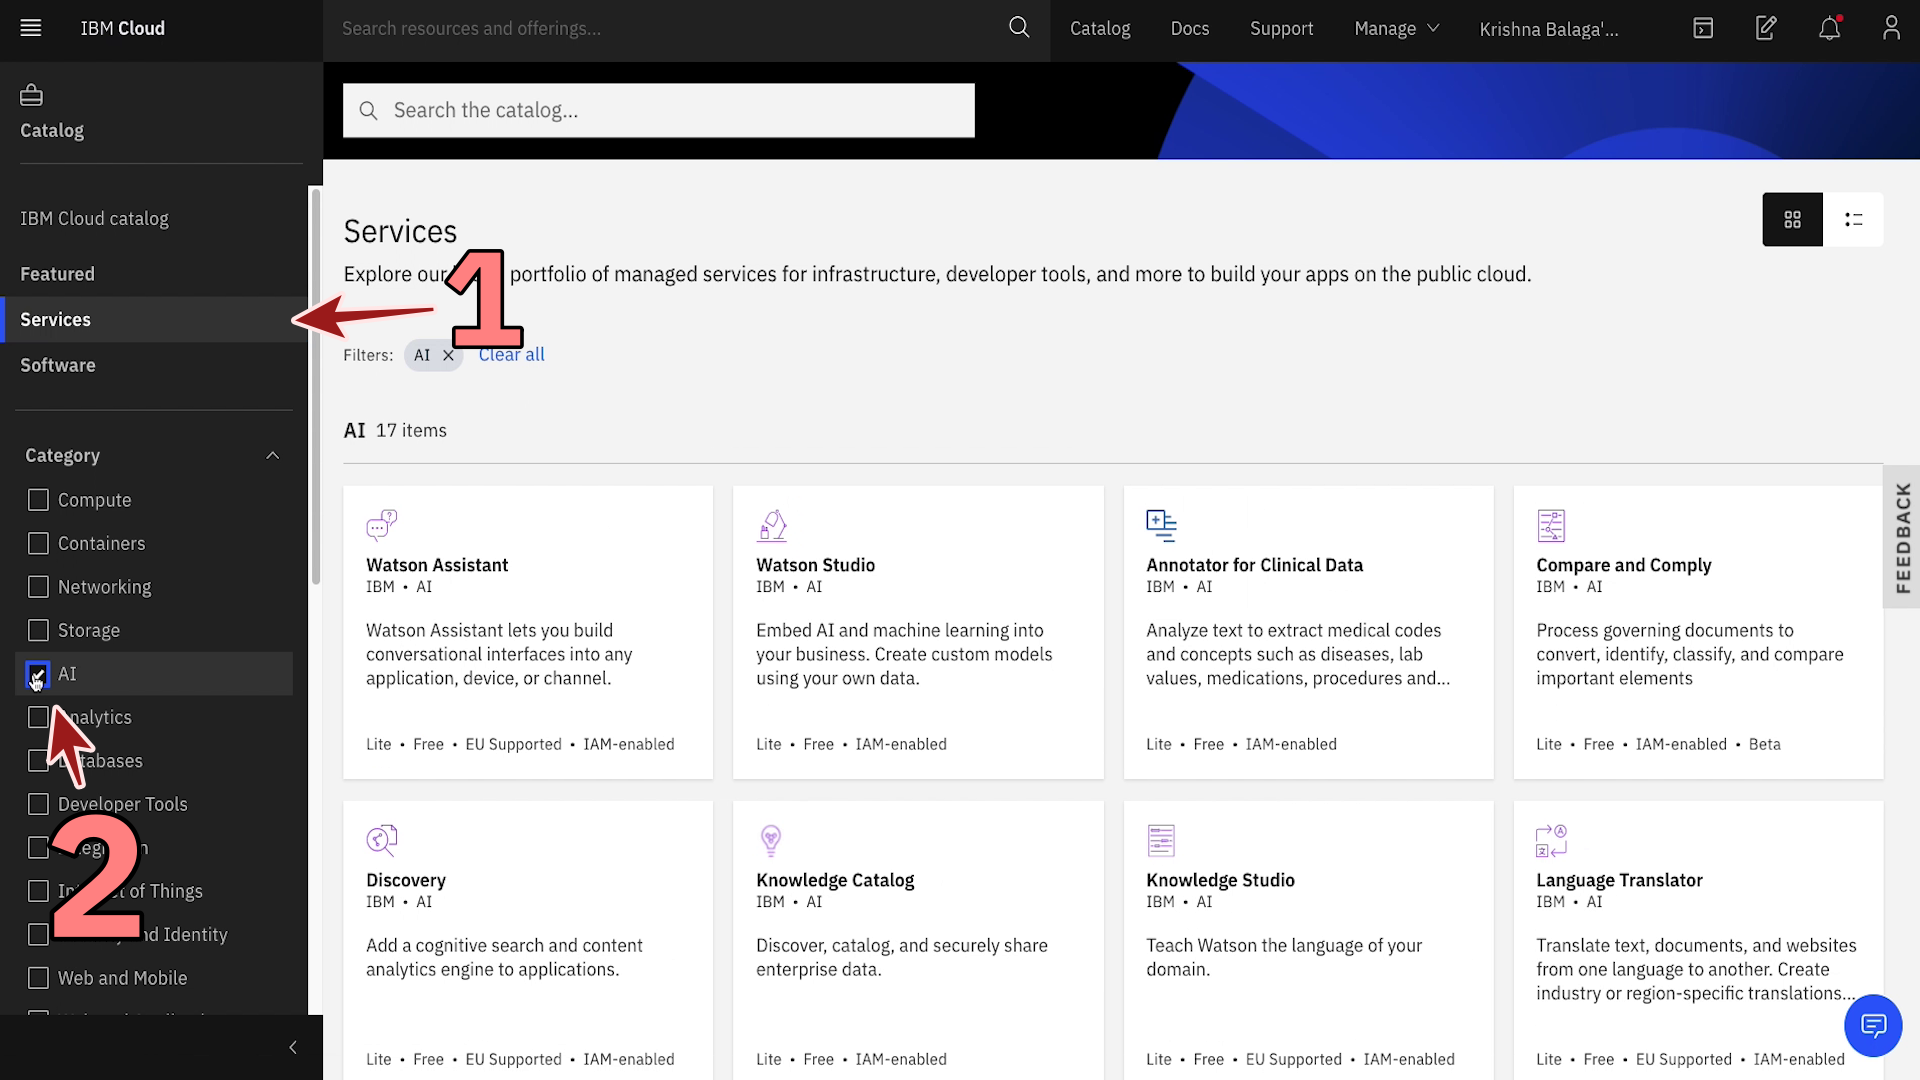 IBM Cloud
Search resources and offerings...
Catalog
Docs
Support
Manage
Krishna Balaga'...
Catalog
Search the catalog...
IBM Cloud catalog
Featured
Services
Software
Category
Compute
Containers
Networking
Storage
AI
Developer Tools
of Things
Identity
Web and Mobile
1
2
Services
Explore our portfolio of managed services for infrastructure, developer tools, and more to build your apps on the public cloud.
Filters: AI Clear all
AI 17 items
Watson Assistant
IBM • AI
Watson Assistant lets you build
conversational interfaces into any
application, device, or channel.
Lite • Free • EU Supported • IAM-enabled
Watson Studio
IBM • AI
Embed AI and machine learning into
your business. Create custom models
using your own data.
Lite • Free • IAM-enabled
Annotator for Clinical Data
IBM • AI
Analyze text to extract medical codes
and concepts such as diseases, lab
values, medications, procedures and...
Lite • Free • IAM-enabled
Compare and Comply
IBM • AI
Process governing documents to
convert, identify, classify, and compare
important elements
Lite • Free • IAM-enabled • Beta
Discovery
IBM • AI
Add a cognitive search and content
analytics engine to applications.
Lite • Free • EU Supported • IAM-enabled
Knowledge Catalog
IBM • AI
Discover, catalog, and securely share
enterprise data.
Lite • Free • IAM-enabled
Knowledge Studio
IBM • AI
Teach Watson the language of your
domain.
Lite • Free • EU Supported • IAM-enabled
Language Translator
IBM • AI
Translate text, documents, and websites
from one language to another. Create
industry or region-specific translations...
Lite • Free • EU Supported • IAM-enabled
FEEDBACK